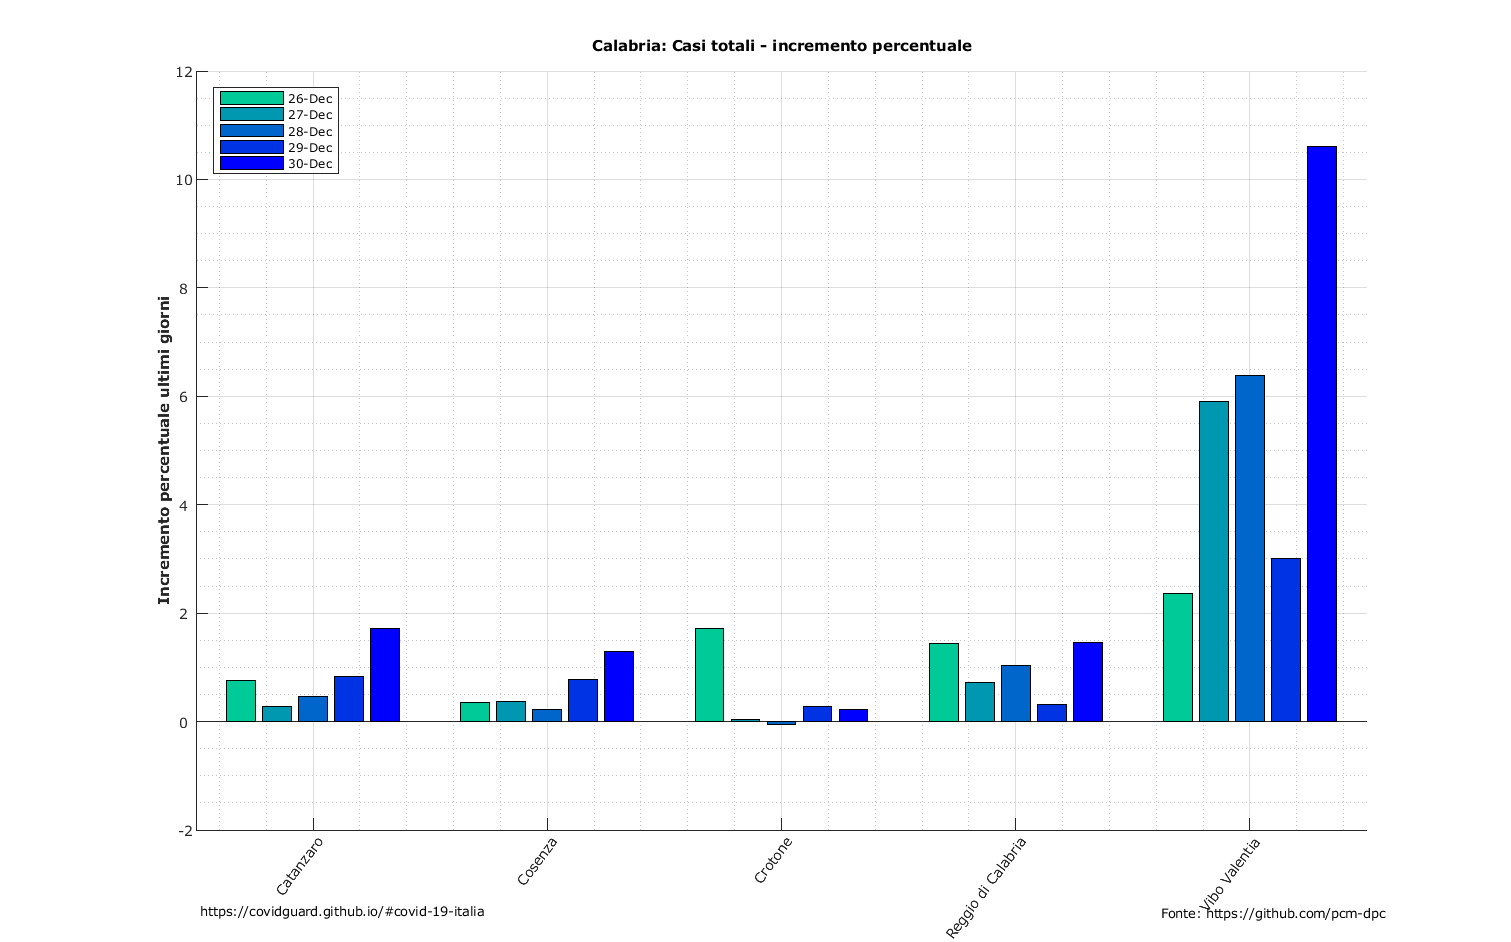 Calabria: Casi totali - incremento percentuale
12
10
8
6
4
2
0
-2
Incremento percentuale ultimi giorni
26-Dec
27-Dec
28-Dec
29-Dec
30-Dec
Catanzaro
Cosenza
Crotone
Reggio di Calabria
Vibo Valentia
https://covidguard.github.io/#covid-19-italia
Fonte: https://github.com/pcm-dpc